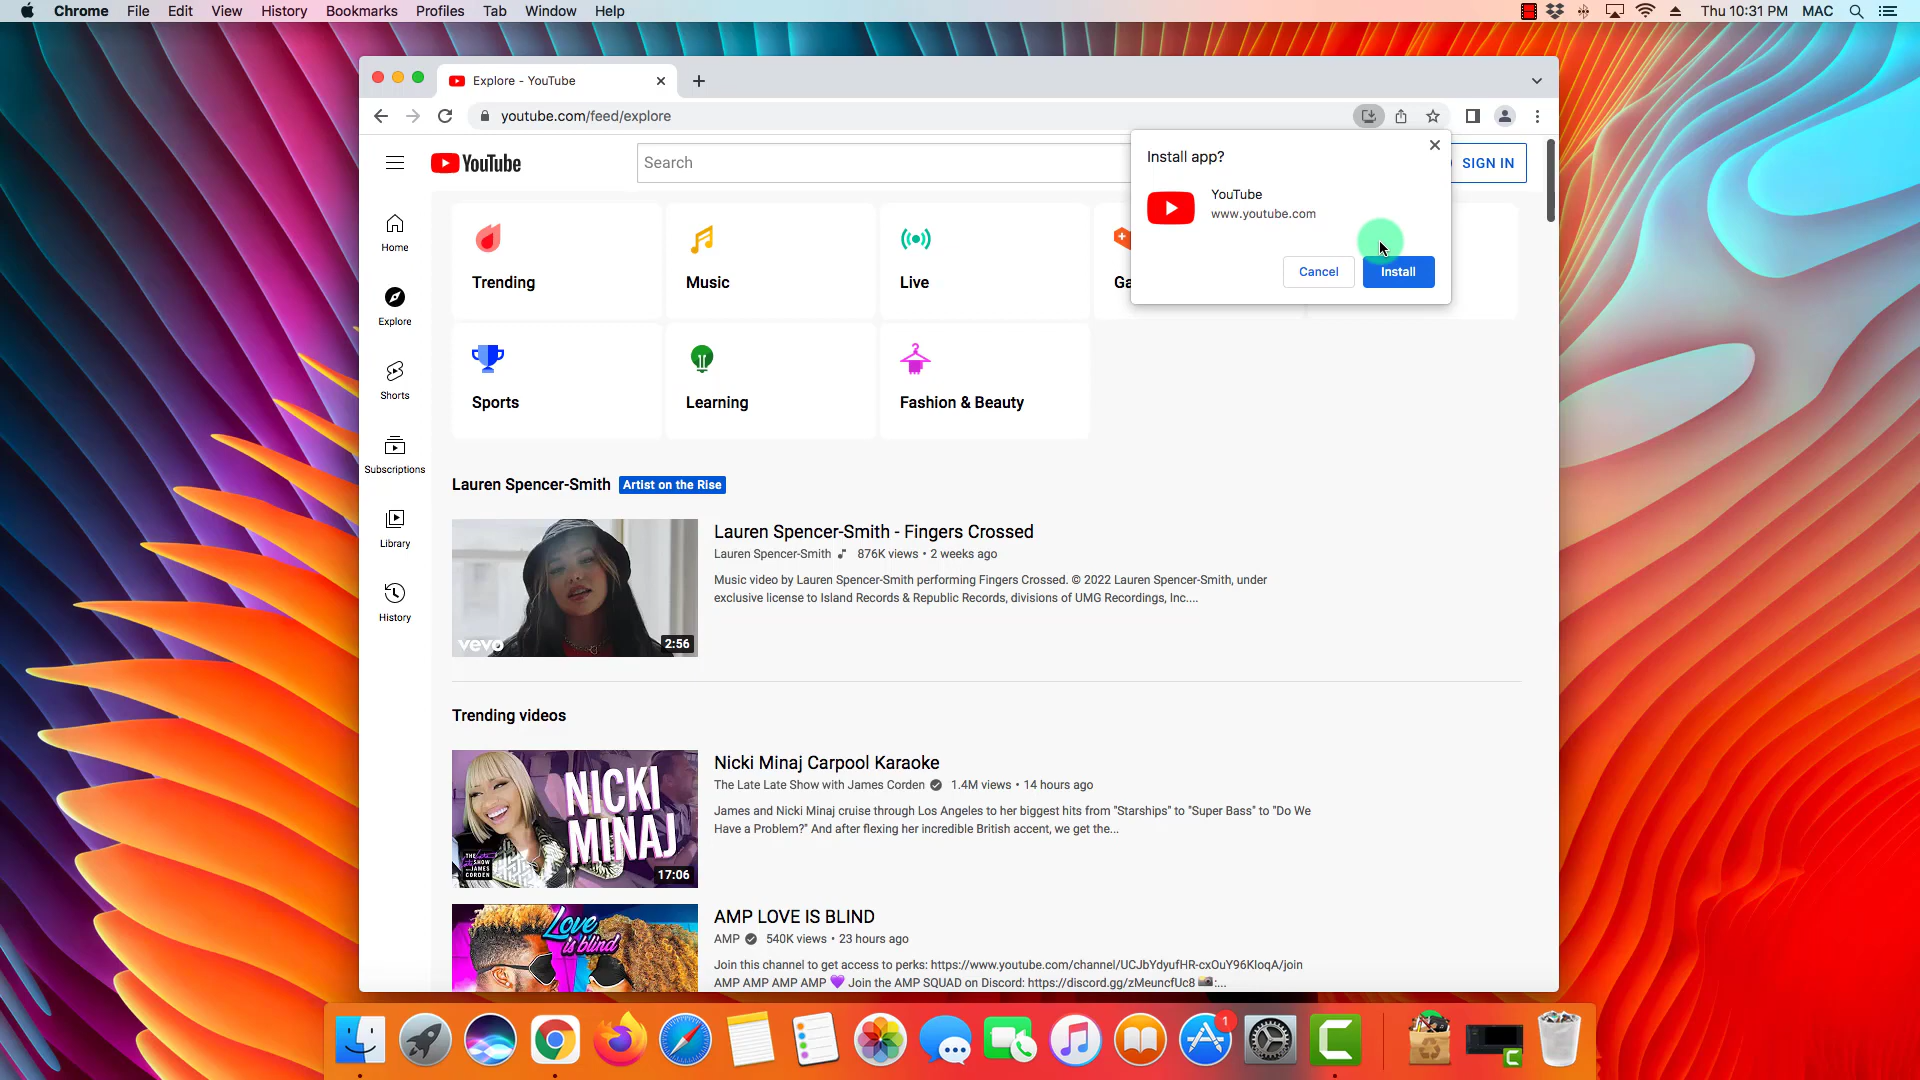 Chrome File Edit View History Bookmarks Profiles Tab Window Help
Thu 10:31 PM MAC
Explore - YouTube
youtube.com/feed/explore
YouTube
Search
SIGN IN
Install app?
YouTube
www.youtube.com
Cancel
Install
Home
Explore
Shorts
Subscriptions
Library
History
Trending
Music
Live
Ga
Sports
Learning
Fashion & Beauty
Lauren Spencer-Smith Artist on the Rise
vevo
2:56
Lauren Spencer-Smith - Fingers Crossed
Lauren Spencer-Smith 876K views • 2 weeks ago
Music video by Lauren Spencer-Smith performing Fingers Crossed. © 2022 Lauren Spencer-Smith, under
exclusive license to Island Records & Republic Records, divisions of UMG Recordings, Inc....
Trending videos
NICKI
MINAJ
THE LATE LATE
SHOW
JAMES
CORDEN
17:06
Nicki Minaj Carpool Karaoke
The Late Late Show with James Corden 1.4M views • 14 hours ago
James and Nicki Minaj cruise through Los Angeles to her biggest hits from "Starships" to "Super Bass" to "Do We
Have a Problem?" And after flexing her incredible British accent, we get the...
Love
is blind
AMP LOVE IS BLIND
AMP 540K views • 23 hours ago
Join this channel to get access to perks: https://www.youtube.com/channel/UCJbYdyufHR-cxOuY96KIoqA/join
AMP AMP AMP AMP 💜 Join the AMP SQUAD on Discord: https://discord.gg/zMeuncfUc8 📸:...
1